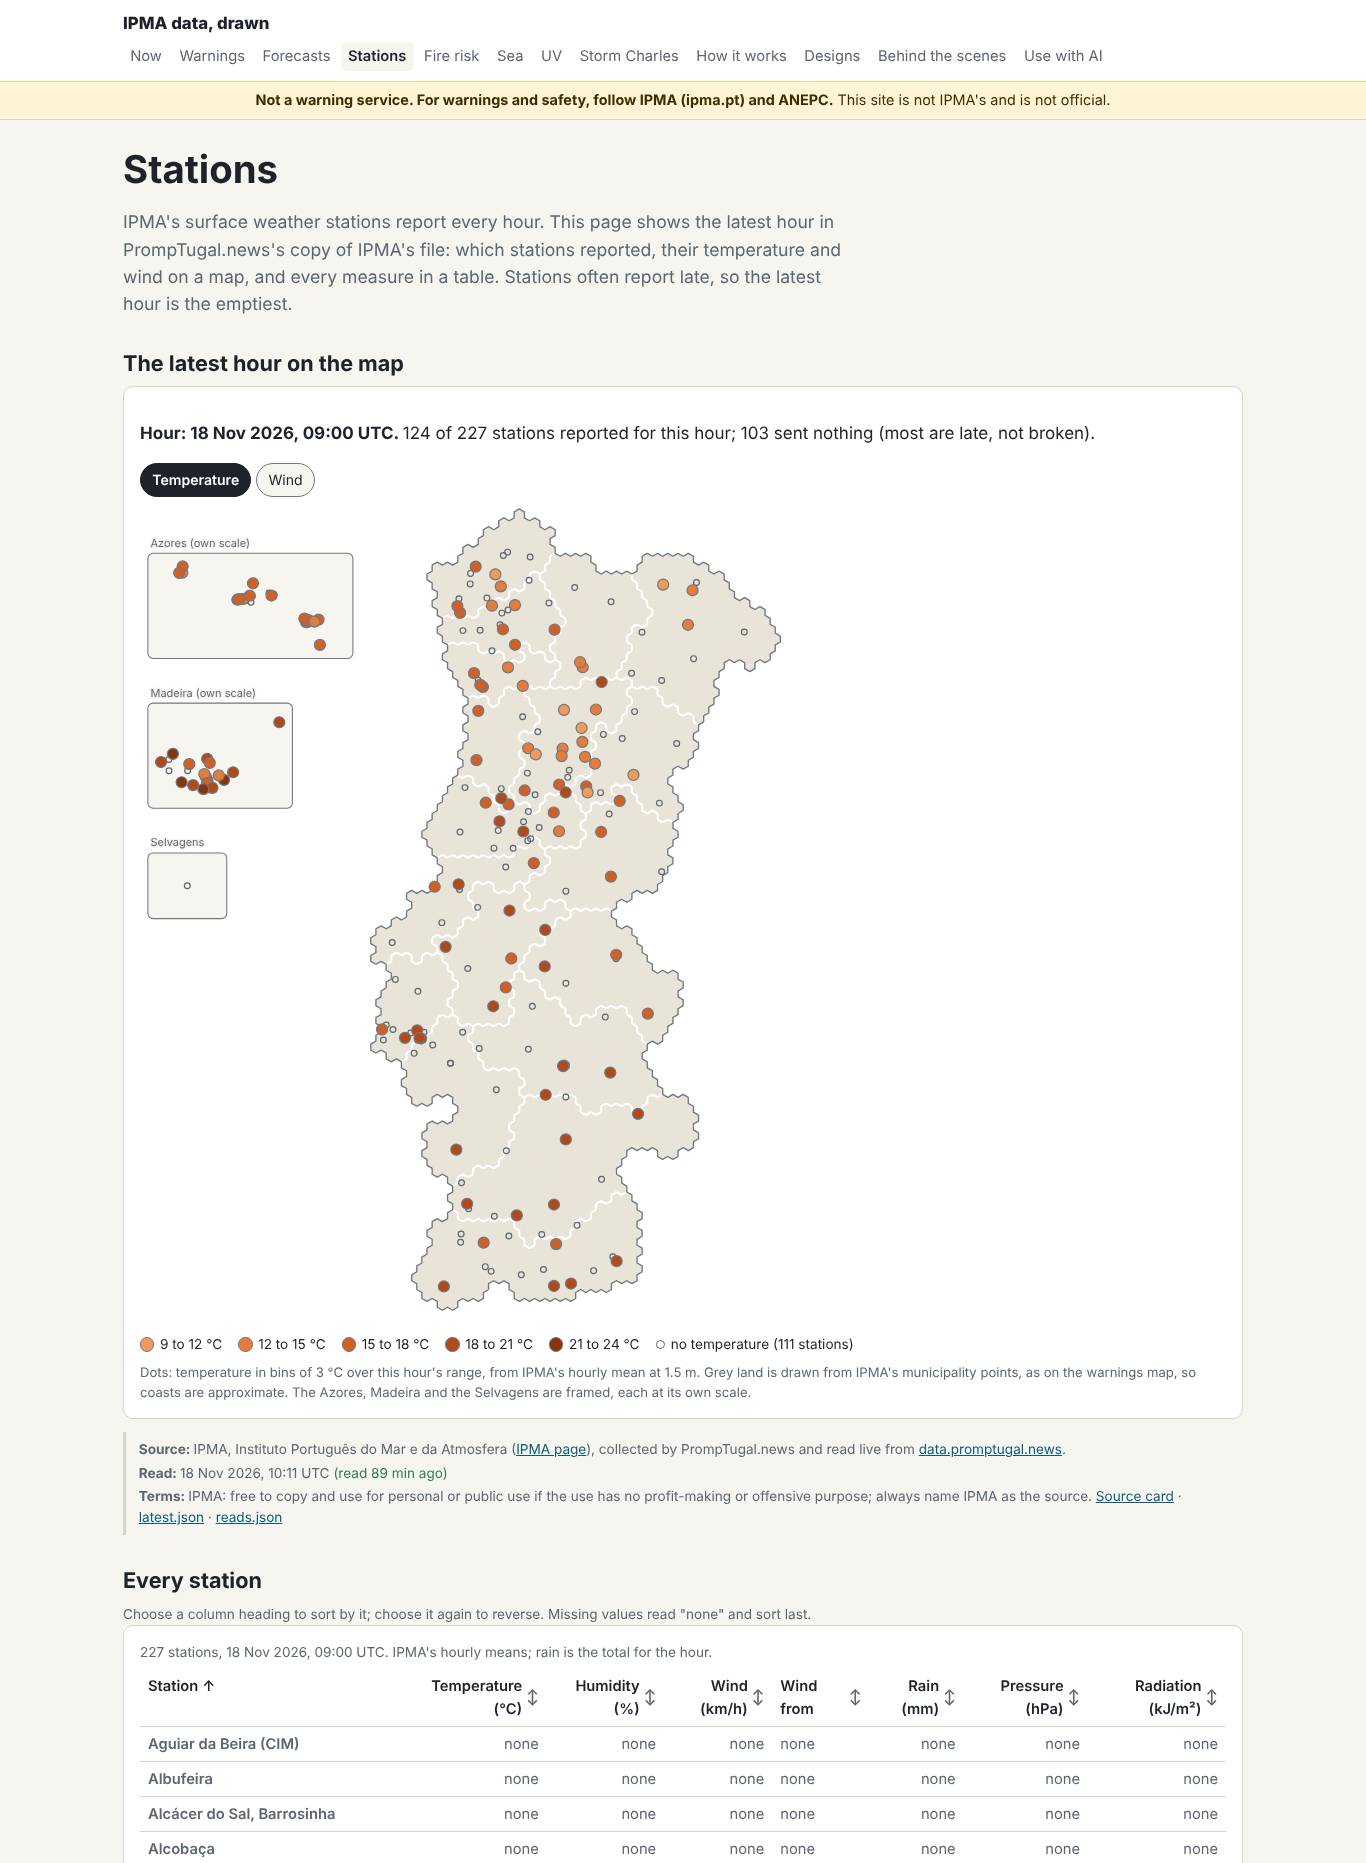 IPMA data, drawn
Now Warnings Forecasts Stations Fire risk Sea UV Storm Charles How it works Designs Behind the scenes Use with AI
Not a warning service. For warnings and safety, follow IPMA (ipma.pt) and ANEPC. This site is not IPMA's and is not official.
Stations
IPMA's surface weather stations report every hour. This page shows the latest hour in
PrompTugal.news's copy of IPMA's file: which stations reported, their temperature and
wind on a map, and every measure in a table. Stations often report late, so the latest
hour is the emptiest.
The latest hour on the map
Hour: 18 Nov 2026, 09:00 UTC. 124 of 227 stations reported for this hour; 103 sent nothing (most are late, not broken).
Temperature Wind
Azores (own scale)
Madeira (own scale)
Selvagens
9 to 12 °C 12 to 15 °C 15 to 18 °C 18 to 21 °C 21 to 24 °C no temperature (111 stations)
Dots: temperature in bins of 3 °C over this hour's range, from IPMA's hourly mean at 1.5 m. Grey land is drawn from IPMA's municipality points, as on the warnings map, so
coasts are approximate. The Azores, Madeira and the Selvagens are framed, each at its own scale.
Source: IPMA, Instituto Português do Mar e da Atmosfera (IPMA page), collected by PrompTugal.news and read live from data.promptugal.news.
Read: 18 Nov 2026, 10:11 UTC (read 89 min ago)
Terms: IPMA: free to copy and use for personal or public use if the use has no profit-making or offensive purpose; always name IPMA as the source. Source card ·
latest.json · reads.json
Every station
Choose a column heading to sort by it; choose it again to reverse. Missing values read "none" and sort last.
227 stations, 18 Nov 2026, 09:00 UTC. IPMA's hourly means; rain is the total for the hour.
Station ↑ Temperature (°C) ↕ Humidity (%) ↕ Wind (km/h) ↕ Wind from ↕ Rain (mm) ↕ Pressure (hPa) ↕ Radiation (kJ/m²) ↕
Aguiar da Beira (CIM) none none none none none none none
Albufeira none none none none none none none
Alcácer do Sal, Barrosinha none none none none none none none
Alcobaça none none none none none none none